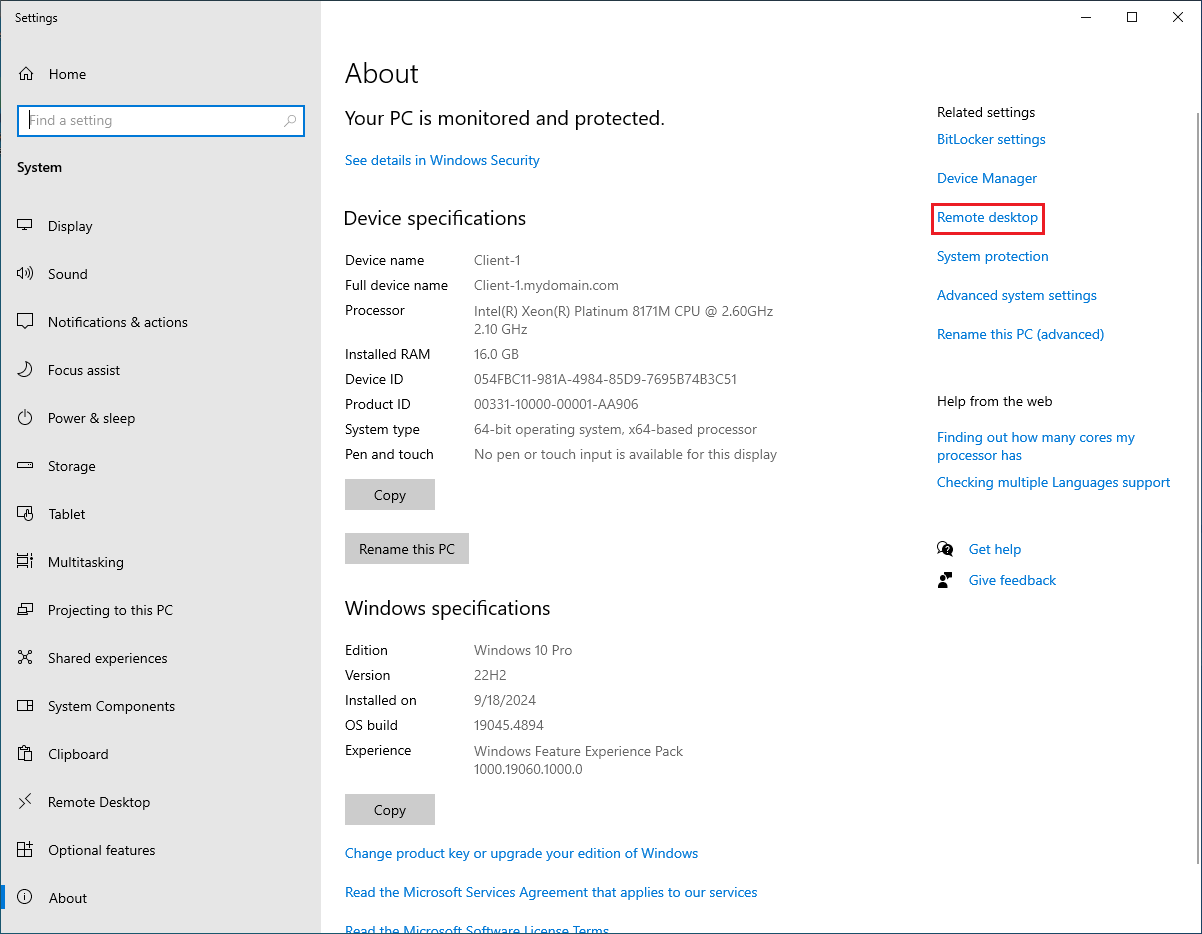 Settings
Home
Find a setting
System
Display
Sound
Notifications & actions
Focus assist
Power & sleep
Storage
Tablet
Multitasking
Projecting to this PC
Shared experiences
System Components
Clipboard
Remote Desktop
Optional features
About
About
Your PC is monitored and protected.
See details in Windows Security
Device specifications
Device name Client-1
Full device name Client-1.mydomain.com
Processor Intel(R) Xeon(R) Platinum 8171M CPU @ 2.60GHz
2.10 GHz
Installed RAM 16.0 GB
Device ID 054FBC11-981A-4984-85D9-7695B74B3C51
Product ID 00331-10000-00001-AA906
System type 64-bit operating system, x64-based processor
Pen and touch No pen or touch input is available for this display
Copy
Rename this PC
Windows specifications
Edition Windows 10 Pro
Version 22H2
Installed on 9/18/2024
OS build 19045.4894
Experience Windows Feature Experience Pack
1000.19060.1000.0
Copy
Change product key or upgrade your edition of Windows
Read the Microsoft Services Agreement that applies to our services
Read the Microsoft Software License Terms
Related settings
BitLocker settings
Device Manager
Remote desktop
System protection
Advanced system settings
Rename this PC (advanced)
Help from the web
Finding out how many cores my
processor has
Checking multiple Languages support
Get help
Give feedback